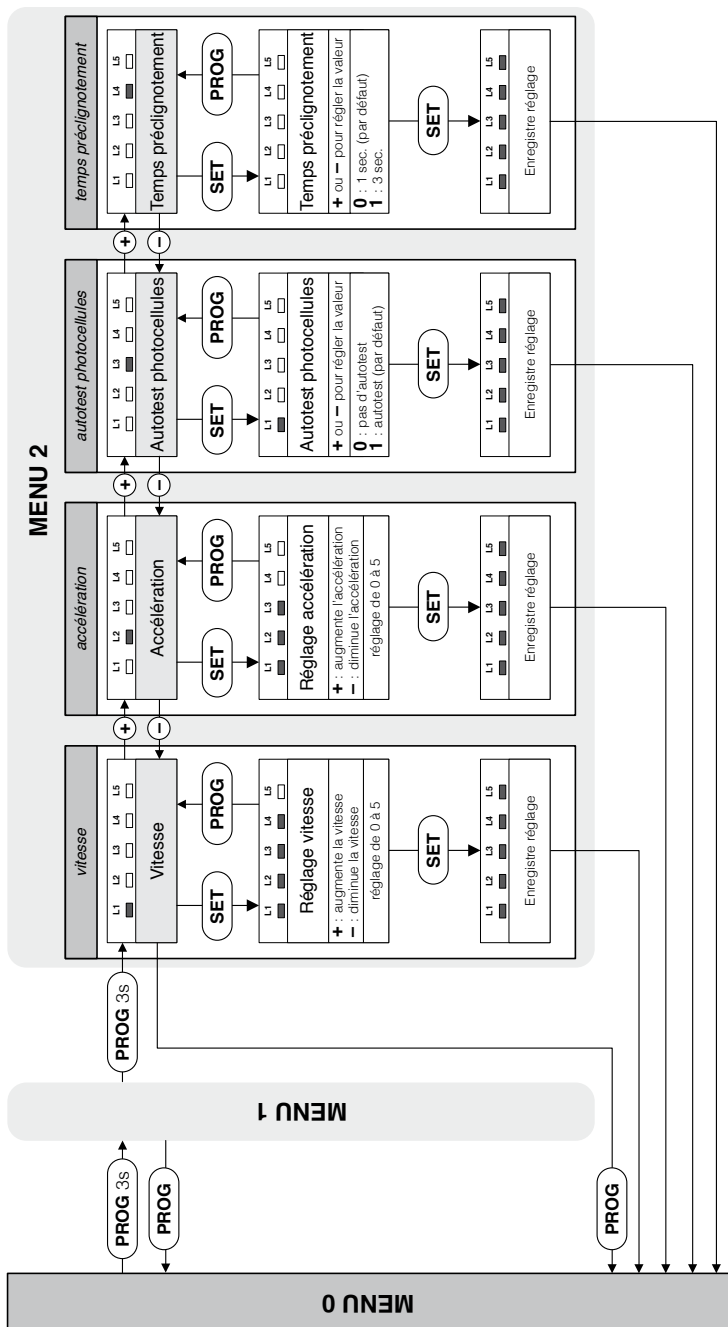 MENU 0
PROG 3s
PROG
MENU 1
PROG 3s
PROG
MENU 2
vitesse
L1 L2 L3 L4 L5
Vitesse
SET
PROG
L1 L2 L3 L4 L5
Réglage vitesse
+ : augmente la vitesse
− : diminue la vitesse
réglage de 0 à 5
SET
L1 L2 L3 L4 L5
Enregistre réglage
+
−
accélération
L1 L2 L3 L4 L5
Accélération
SET
PROG
L1 L2 L3 L4 L5
Réglage accélération
+ : augmente l'accélération
− : diminue l'accélération
réglage de 0 à 5
SET
L1 L2 L3 L4 L5
Enregistre réglage
+
−
autotest photocellules
L1 L2 L3 L4 L5
Autotest photocellules
SET
PROG
L1 L2 L3 L4 L5
Autotest photocellules
+ ou − pour régler la valeur
0 : pas d'autotest
1 : autotest (par défaut)
SET
L1 L2 L3 L4 L5
Enregistre réglage
+
−
temps préclignotement
L1 L2 L3 L4 L5
Temps préclignotement
SET
PROG
L1 L2 L3 L4 L5
Temps préclignotement
+ ou − pour régler la valeur
0 : 1 sec. (par défaut)
1 : 3 sec.
SET
L1 L2 L3 L4 L5
Enregistre réglage